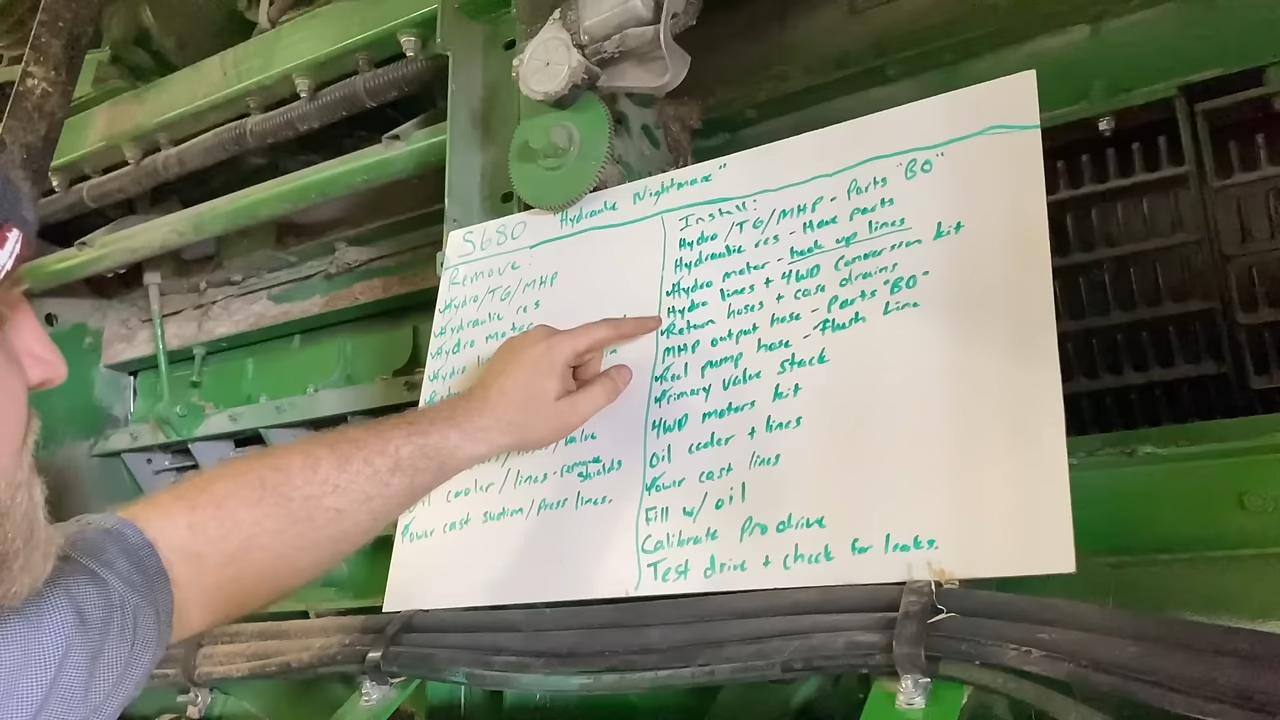 S680 "Hydraulic Nightmare"
Remove:
Hydro/TG/MHP
Hydraulic res
Hydro motor
Hydro
valve
Oil cooler/lines - remove shields
Power cast suction/press lines.
Install:
Hydro/TG/MHP - Parts "BO"
Hydraulic res - Have parts
Hydro motor - hook up lines
Hydro lines + 4WD conversion kit
Return hoses + case drains
MHP output hose - Parts "BO"
Reel pump hose - Flush Line
Primary valve stack
4WD motors kit
Oil cooler + lines
Power cast lines
Fill w/ oil
Calibrate Pro drive
Test drive + check for leaks.